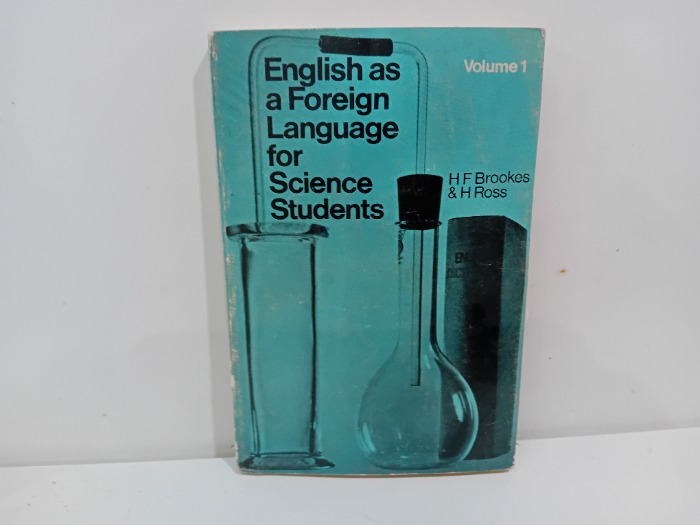 English as
a Foreign
Language
for
Science
Students
Volume 1
H F Brookes
& H Ross